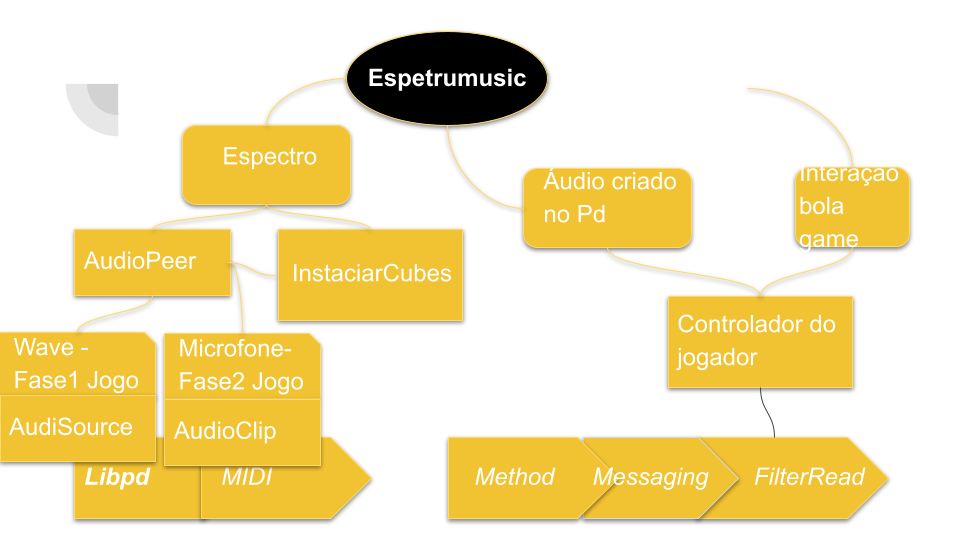 Espetrumusic
Espectro
Áudio criado
no Pd
Interação
bola
game
AudioPeer
InstaciarCubes
Controlador do
jogador
Wave -
Fase1 Jogo
AudiSource
Microfone-
Fase2 Jogo
AudioClip
Libpd
MIDI
Method
Messaging
FilterRead